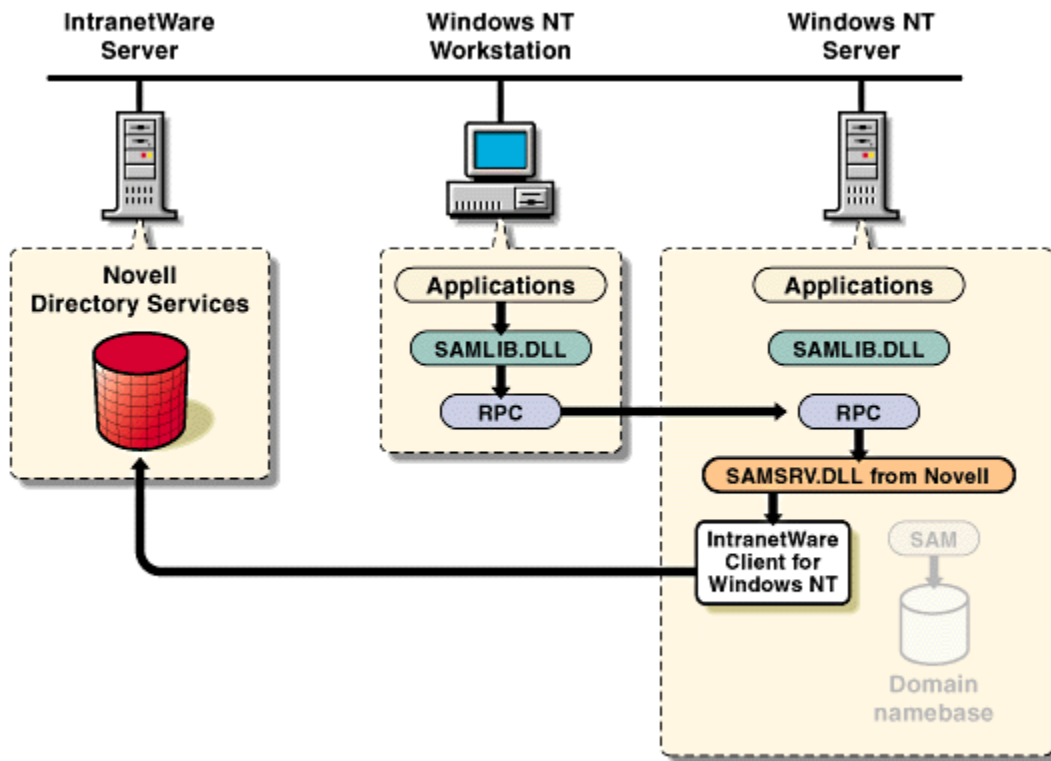 IntranetWare
Server
Windows NT
Workstation
Windows NT
Server
Novell
Directory Services
Applications
SAMLIB.DLL
RPC
Applications
SAMLIB.DLL
RPC
SAMSRV.DLL from Novell
IntranetWare
Client for
Windows NT
SAM
Domain
namebase